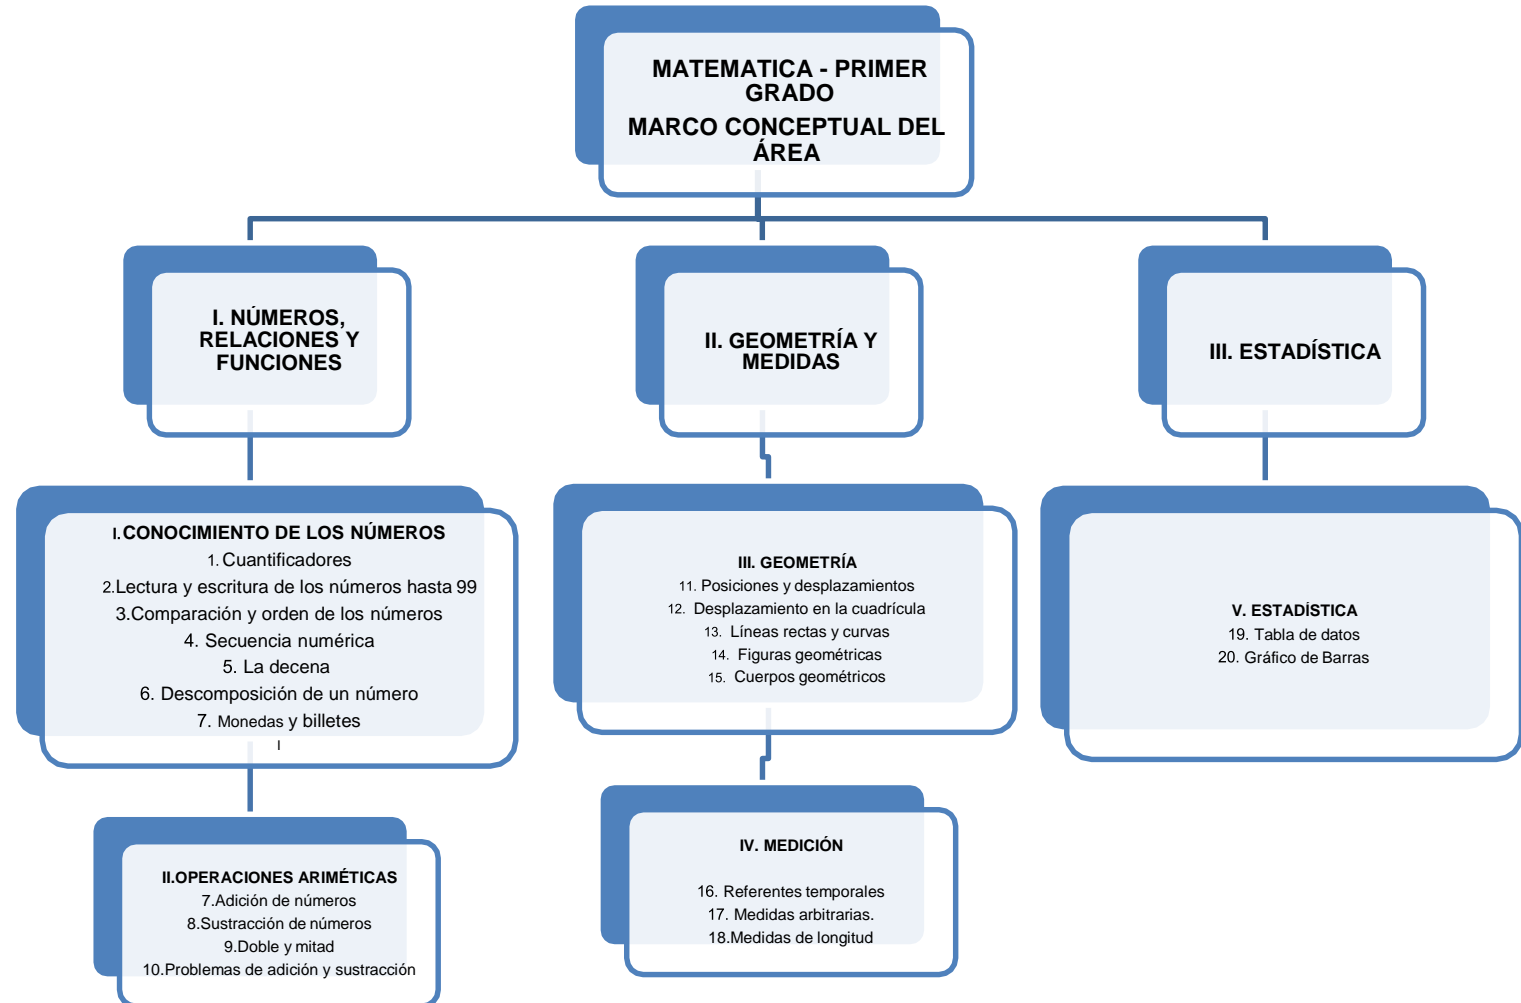 MATEMATICA - PRIMER
GRADO
MARCO CONCEPTUAL DEL
ÁREA
I. NÚMEROS,
RELACIONES Y
FUNCIONES
II. GEOMETRÍA Y
MEDIDAS
III. ESTADÍSTICA
I.CONOCIMIENTO DE LOS NÚMEROS
1. Cuantificadores
2.Lectura y escritura de los números hasta 99
3.Comparación y orden de los números
4. Secuencia numérica
5. La decena
6. Descomposición de un número
7. Monedas y billetes
I
II.OPERACIONES ARIMÉTICAS
7.Adición de números
8.Sustracción de números
9.Doble y mitad
10.Problemas de adición y sustracción
III. GEOMETRÍA
11. Posiciones y desplazamientos
12. Desplazamiento en la cuadrícula
13. Líneas rectas y curvas
14. Figuras geométricas
15. Cuerpos geométricos
IV. MEDICIÓN
16. Referentes temporales
17. Medidas arbitrarias.
18.Medidas de longitud
V. ESTADÍSTICA
19. Tabla de datos
20. Gráfico de Barras